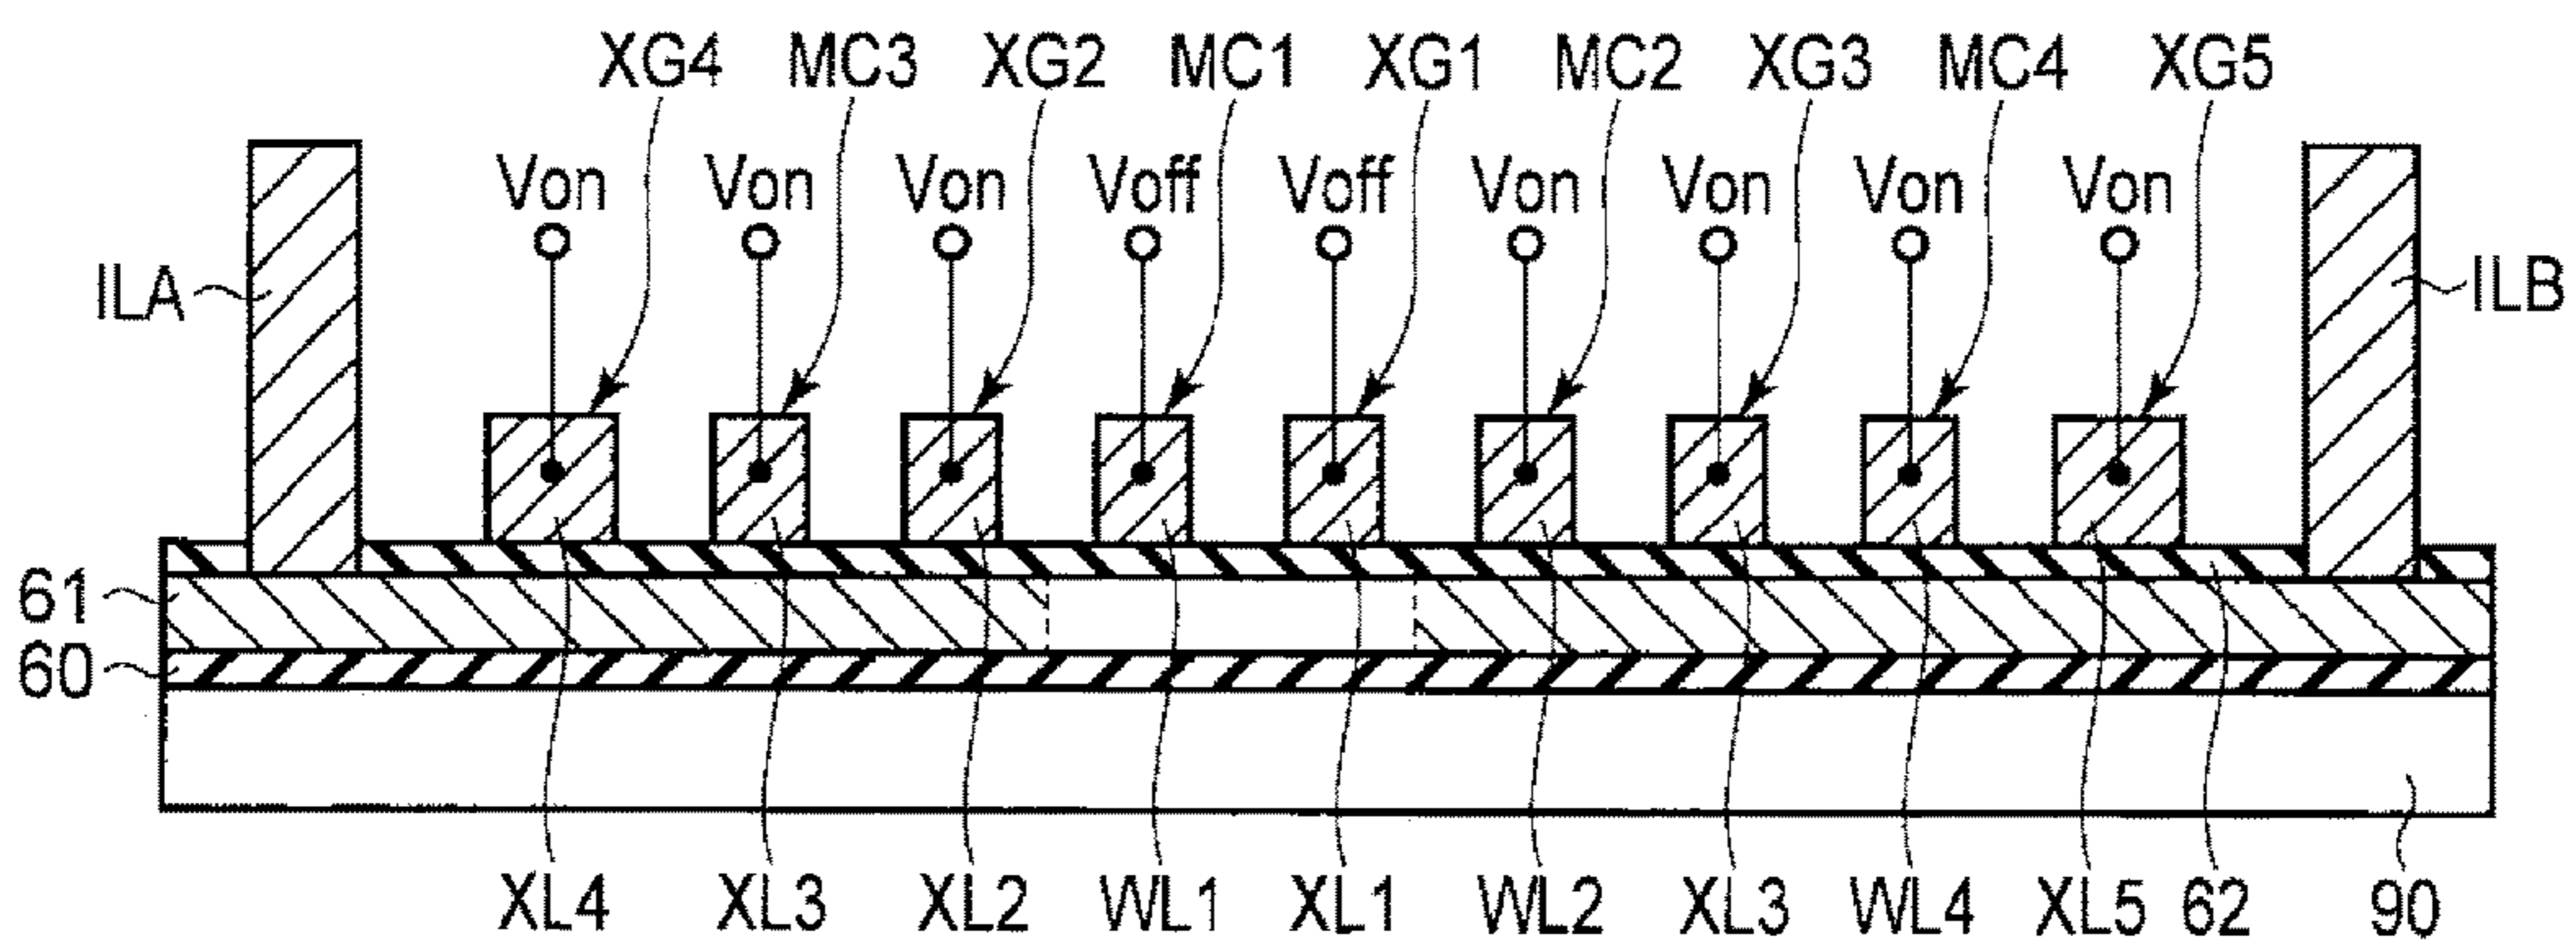 XG4 MC3 XG2 MC1 XG1 MC2 XG3 MC4 XG5
Von Von Von Voff Voff Von Von Von Von
ILA ILB
61
60
XL4 XL3 XL2 WL1 XL1 WL2 XL3 WL4 XL5 62 90